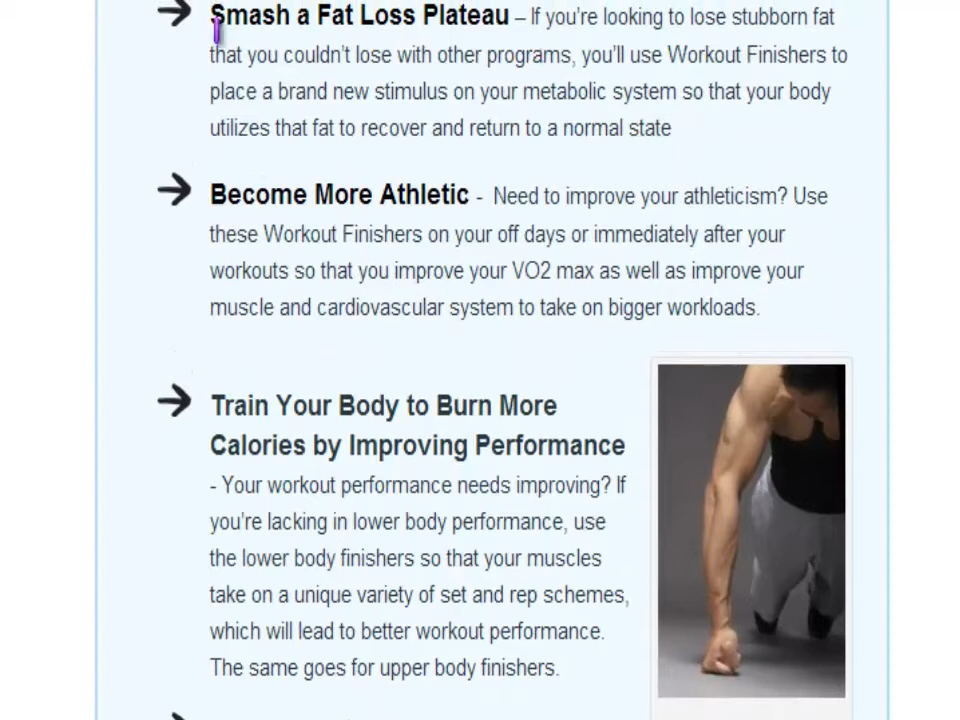 Smash a Fat Loss Plateau – If you're looking to lose stubborn fat
that you couldn't lose with other programs, you'll use Workout Finishers to
place a brand new stimulus on your metabolic system so that your body
utilizes that fat to recover and return to a normal state
Become More Athletic - Need to improve your athleticism? Use
these Workout Finishers on your off days or immediately after your
workouts so that you improve your VO2 max as well as improve your
muscle and cardiovascular system to take on bigger workloads.
Train Your Body to Burn More
Calories by Improving Performance
- Your workout performance needs improving? If
you're lacking in lower body performance, use
the lower body finishers so that your muscles
take on a unique variety of set and rep schemes,
which will lead to better workout performance.
The same goes for upper body finishers.